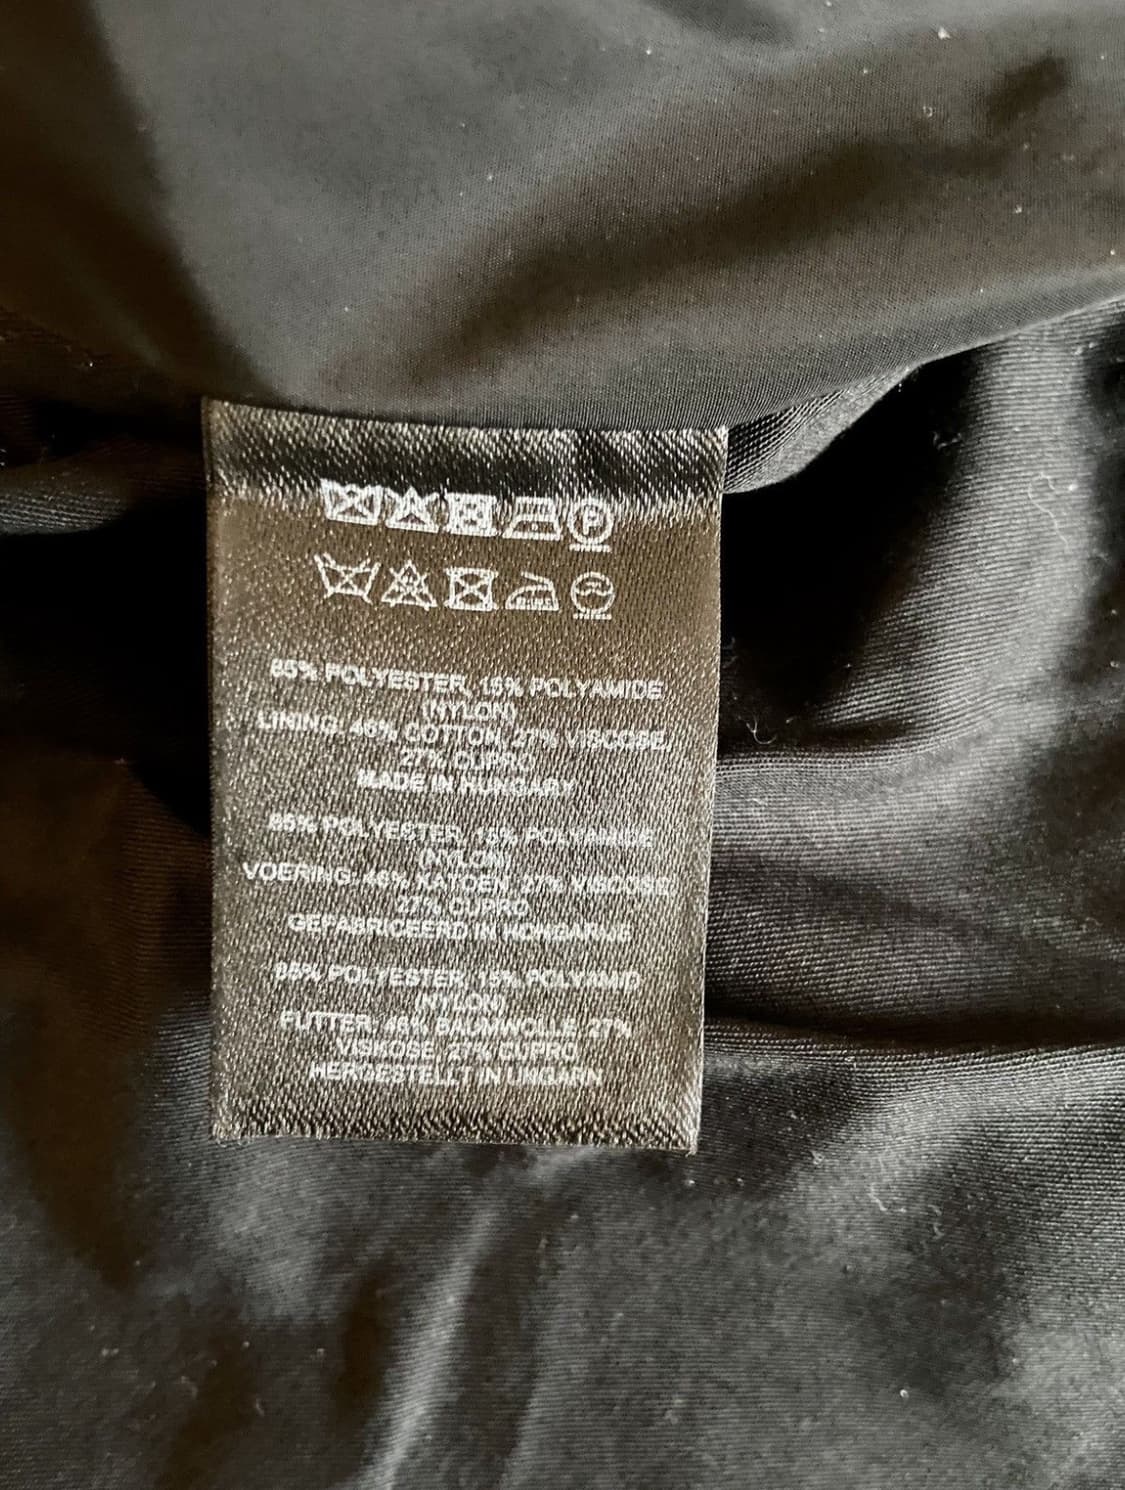 P
85% POLYESTER, 15% POLYAMIDE
(NYLON)
LINING: 46% COTTON, 27% VISCOSE,
27% CUPRO
MADE IN HUNGARY
85% POLYESTER, 15% POLYAMIDE
(NYLON)
VOERING: 46% KATOEN, 27% VISCOSE,
27% CUPRO
GEFABRICEERD IN HONGARIJE
85% POLYESTER, 15% POLYAMID
(NYLON)
FUTTER: 46% BAUMWOLLE, 27%
VISKOSE, 27% CUPRO
HERGESTELLT IN UNGARN